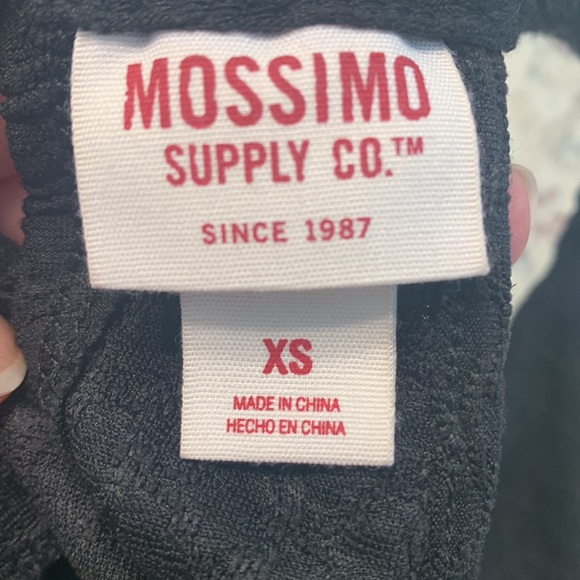 MOSSIMO
SUPPLY CO.™
SINCE 1987
XS
MADE IN CHINA
HECHO EN CHINA